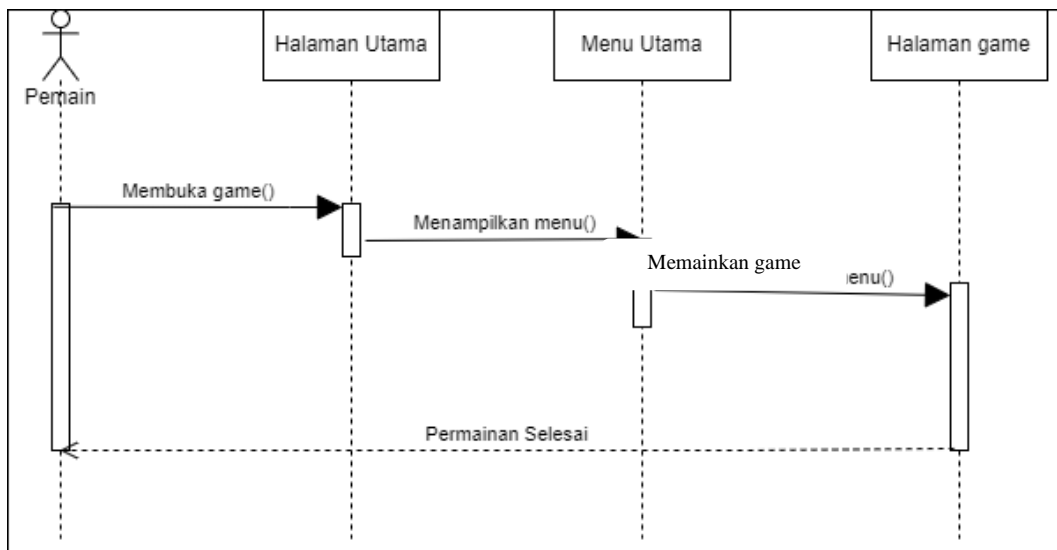 Halaman Utama
Menu Utama
Halaman game
Pemain
Membuka game()
Menampilkan menu()
Memainkan game
enu()
Permainan Selesai